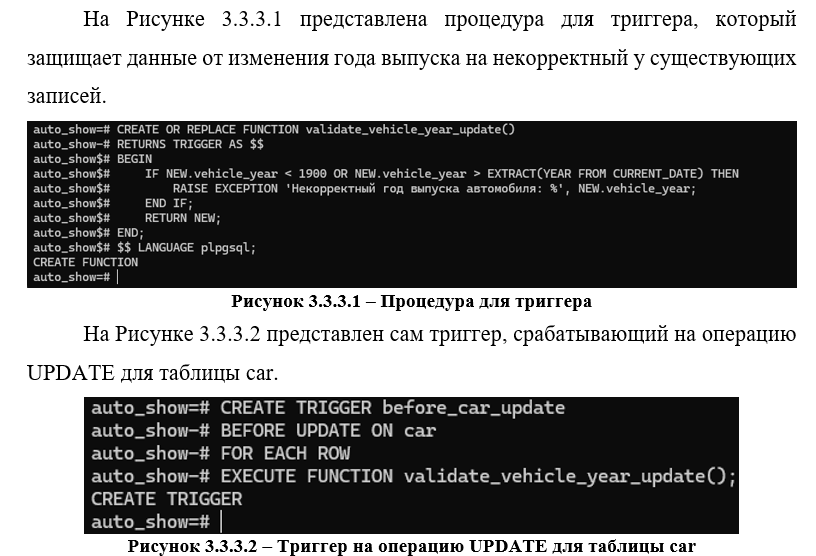 На Рисунке 3.3.3.1 представлена процедура для триггера, который
защищает данные от изменения года выпуска на некорректный у существующих
записей.
auto_show=# CREATE OR REPLACE FUNCTION validate_vehicle_year_update()
auto_show-# RETURNS TRIGGER AS $$
auto_show$# BEGIN
auto_show$#     IF NEW.vehicle_year < 1900 OR NEW.vehicle_year > EXTRACT(YEAR FROM CURRENT_DATE) THEN
auto_show$#         RAISE EXCEPTION 'Некорректный год выпуска автомобиля: %', NEW.vehicle_year;
auto_show$#     END IF;
auto_show$#     RETURN NEW;
auto_show$# END;
auto_show$# $$ LANGUAGE plpgsql;
CREATE FUNCTION
auto_show=#
Рисунок 3.3.3.1 – Процедура для триггера
На Рисунке 3.3.3.2 представлен сам триггер, срабатывающий на операцию
UPDATE для таблицы car.
auto_show=# CREATE TRIGGER before_car_update
auto_show-# BEFORE UPDATE ON car
auto_show-# FOR EACH ROW
auto_show-# EXECUTE FUNCTION validate_vehicle_year_update();
CREATE TRIGGER
auto_show=#
Рисунок 3.3.3.2 – Триггер на операцию UPDATE для таблицы car